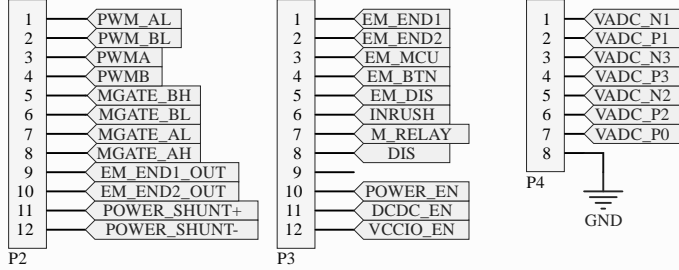 1 PWM_AL
2 PWM_BL
3 PWMA
4 PWMB
5 MGATE_BH
6 MGATE_BL
7 MGATE_AL
8 MGATE_AH
9 EM_END1_OUT
10 EM_END2_OUT
11 POWER_SHUNT+
12 POWER_SHUNT-
P2
1 EM_END1
2 EM_END2
3 EM_MCU
4 EM_BTN
5 EM_DIS
6 INRUSH
7 M_RELAY
8 DIS
9
10 POWER_EN
11 DCDC_EN
12 VCCIO_EN
P3
1 VADC_N1
2 VADC_P1
3 VADC_N3
4 VADC_P3
5 VADC_N2
6 VADC_P2
7 VADC_P0
8
P4
GND